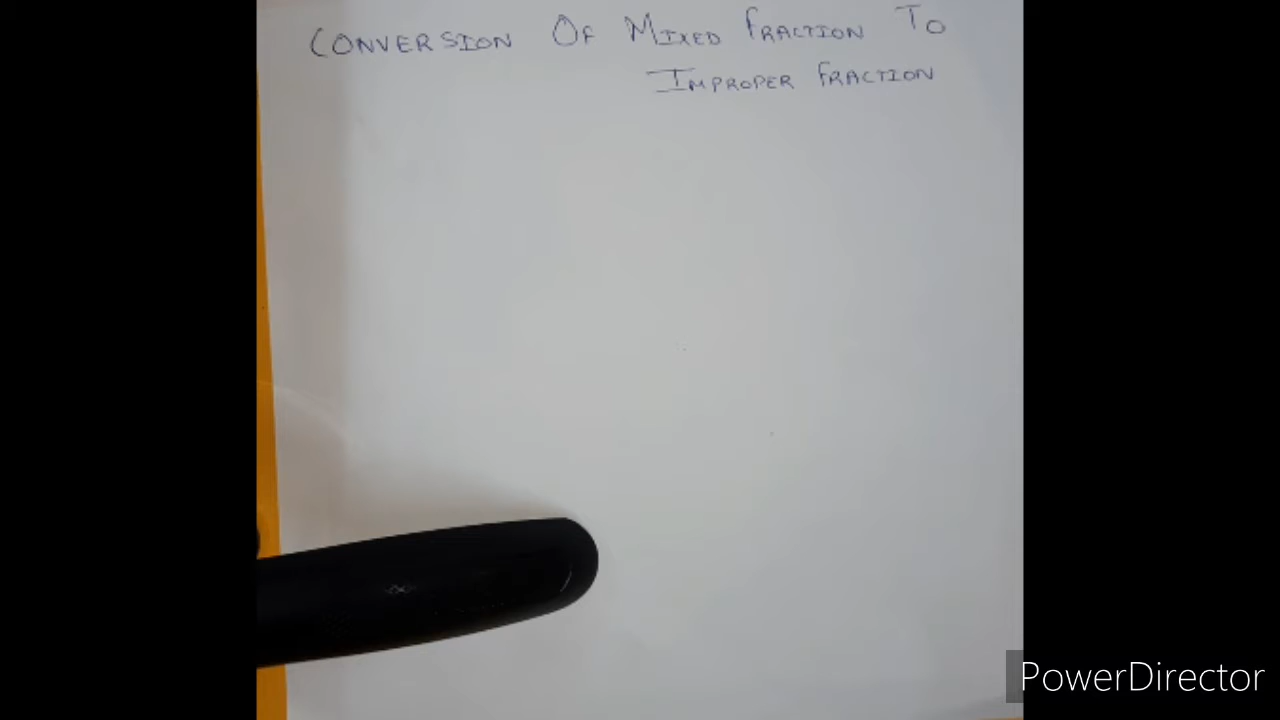 CONVERSION OF MIXED FRACTION TO
IMPROPER FRACTION
PowerDirector